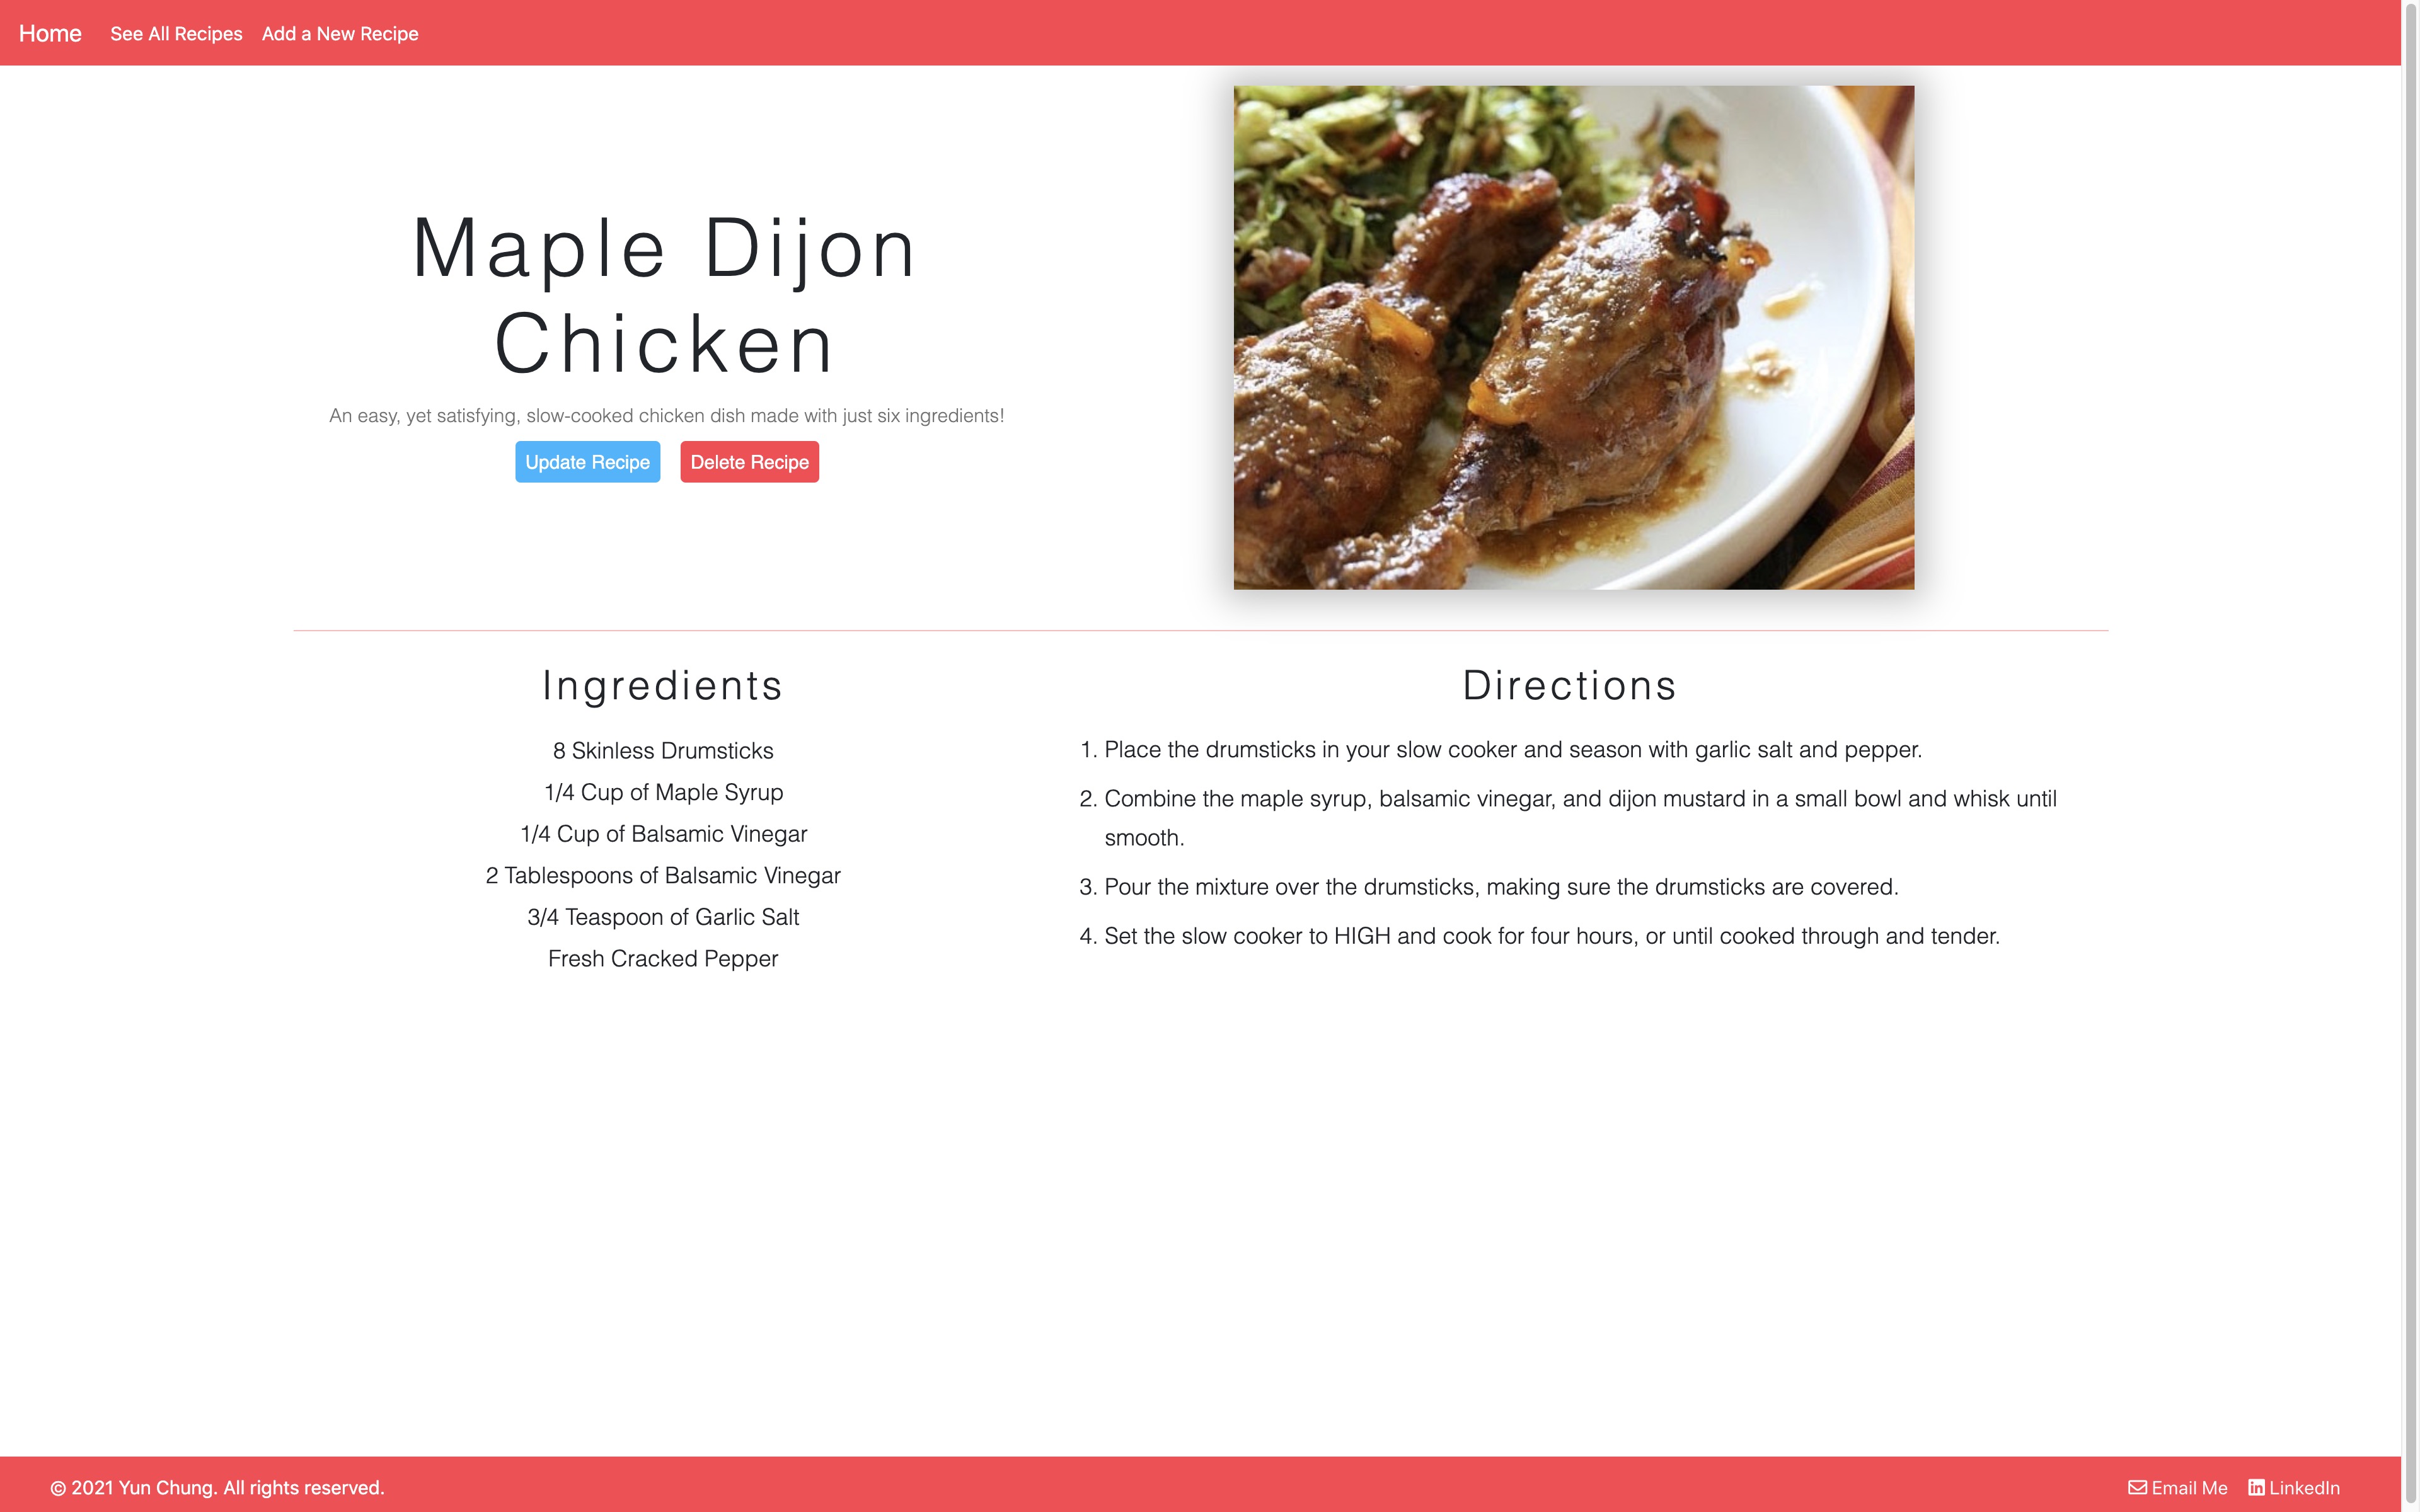 Home See All Recipes Add a New Recipe
Maple Dijon
Chicken
An easy, yet satisfying, slow-cooked chicken dish made with just six ingredients!
Update Recipe Delete Recipe
Ingredients
8 Skinless Drumsticks
1/4 Cup of Maple Syrup
1/4 Cup of Balsamic Vinegar
2 Tablespoons of Balsamic Vinegar
3/4 Teaspoon of Garlic Salt
Fresh Cracked Pepper
Directions
1. Place the drumsticks in your slow cooker and season with garlic salt and pepper.
2. Combine the maple syrup, balsamic vinegar, and dijon mustard in a small bowl and whisk until
smooth.
3. Pour the mixture over the drumsticks, making sure the drumsticks are covered.
4. Set the slow cooker to HIGH and cook for four hours, or until cooked through and tender.
© 2021 Yun Chung. All rights reserved. Email Me LinkedIn